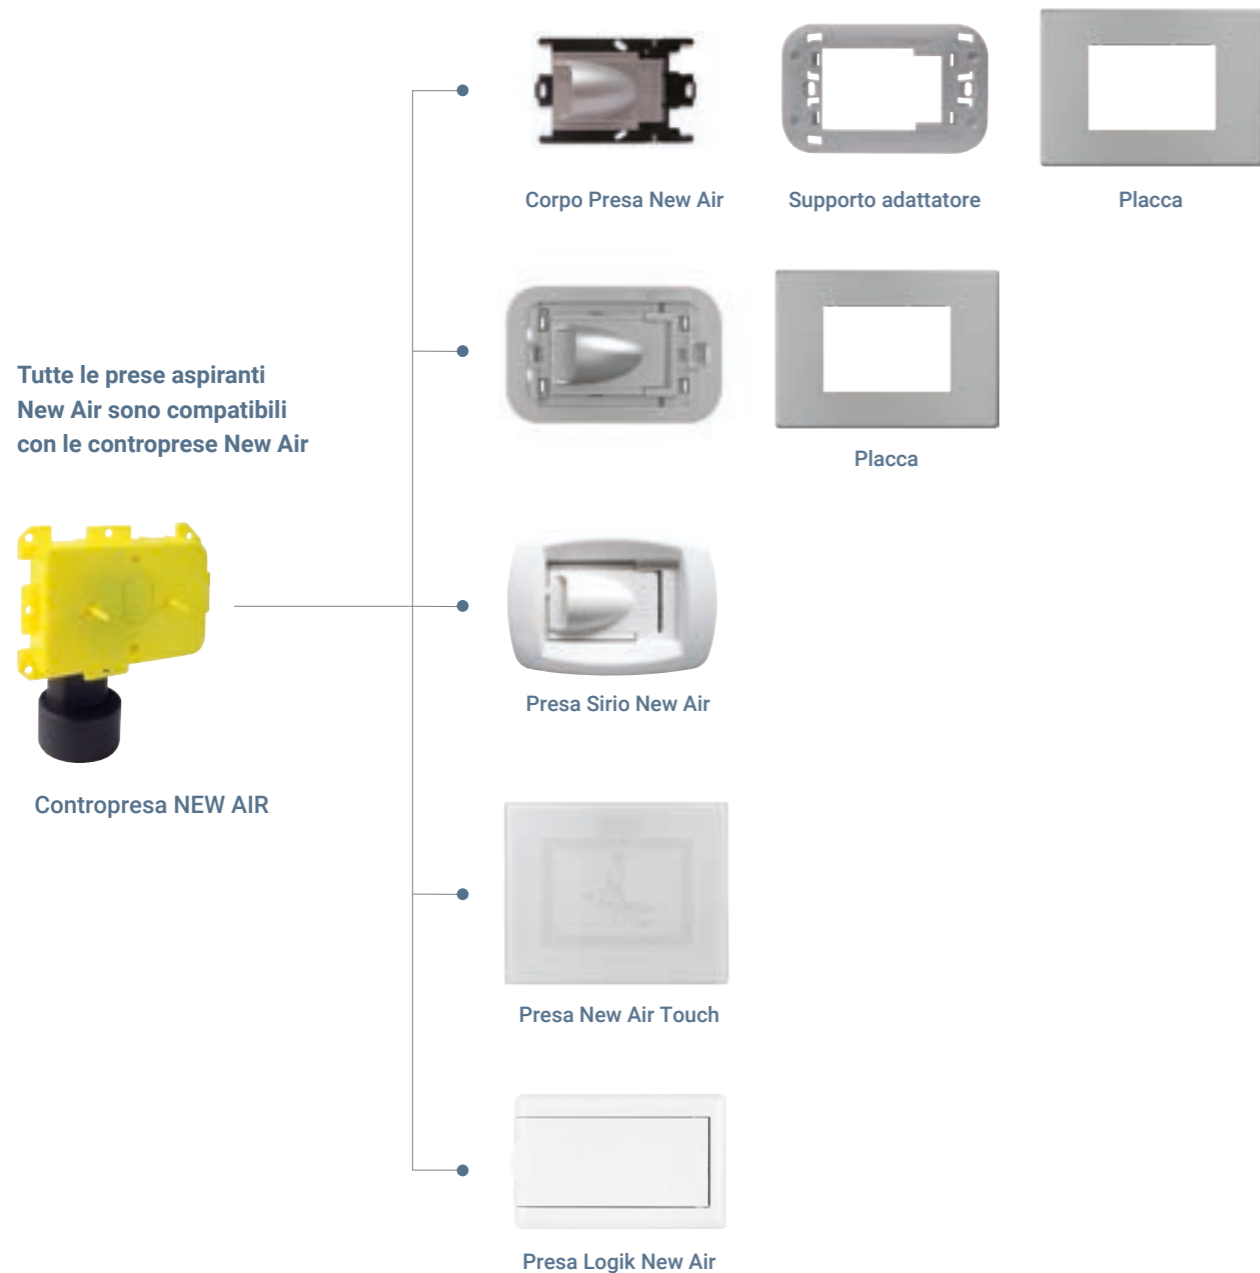 Corpo Presa New Air
Supporto adattatore
Placca
Placca
Tutte le prese aspiranti
New Air sono compatibili
con le controprese New Air
Contropresa NEW AIR
Presa Sirio New Air
Presa New Air Touch
Presa Logik New Air